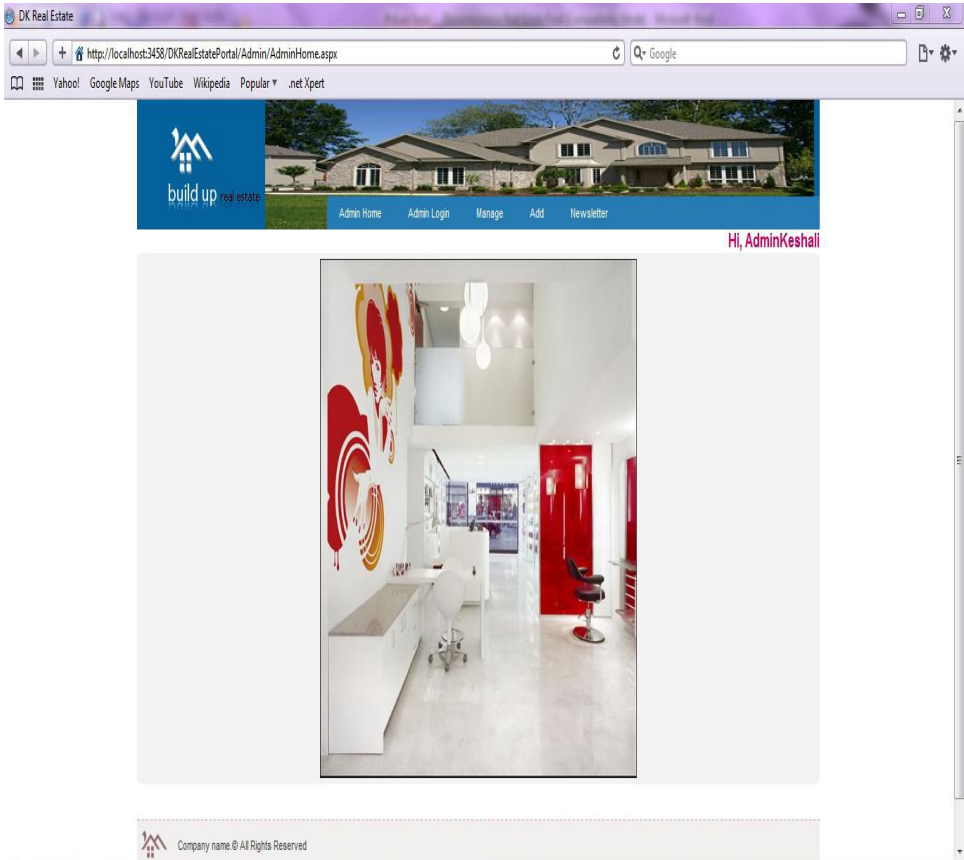 DK Real Estate
http://localhost:3458/DKRealEstatePortal/Admin/AdminHome.aspx
Google
Yahoo! Google Maps YouTube Wikipedia Popular .net Xpert
build up real estate
Admin Home Admin Login Manage Add Newsletter
Hi, AdminKeshali
Company name.© All Rights Reserved